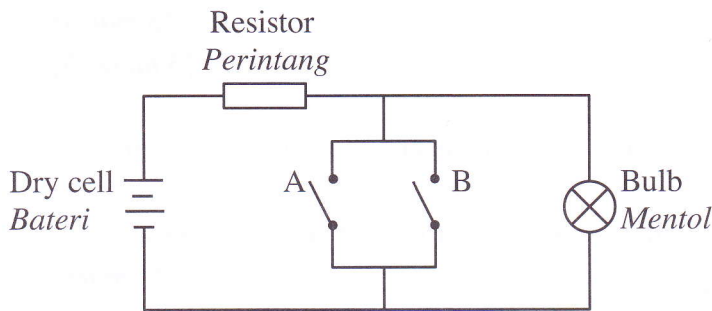 Resistor
Perintang
Dry cell
Bateri
A
B
Bulb
Mentol